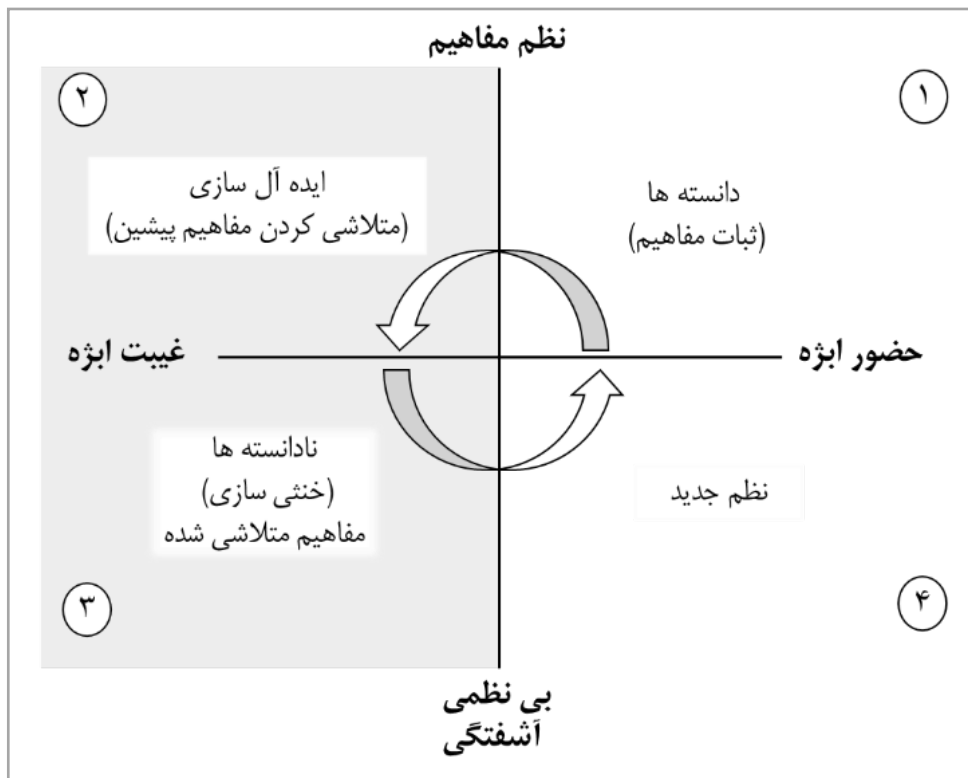 نظم مفاهیم
۱
۲
دانسته ها
(ثبات مفاهیم)
ایده آل سازی
(متلاشی کردن مفاهیم پیشین)
حضور ابژه
غیبت ابژه
نادانسته ها
(خنثی سازی)
مفاهیم متلاشی شده
نظم جدید
۳
۴
بی نظمی
آشفتگی